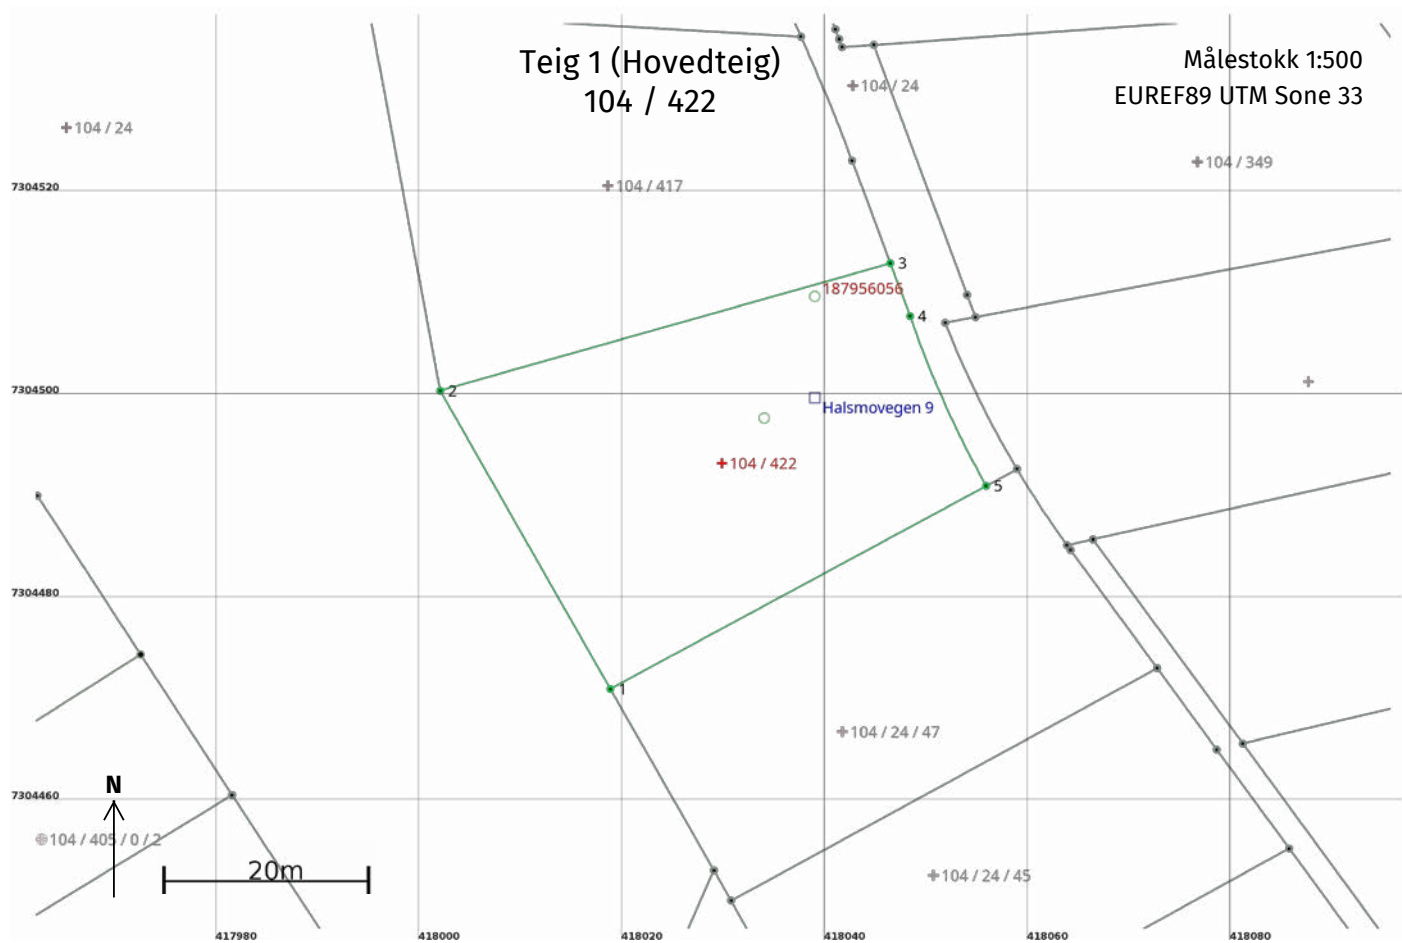 Teig 1 (Hovedteig)
104 / 422
Målestokk 1:500
EUREF89 UTM Sone 33
104 / 24
104 / 24
104 / 349
7304520
104 / 417
3
187956056
4
7304500
2
Halsmovegen 9
104 / 422
5
7304480
1
104 / 24 / 47
N
7304460
104 / 405 / 0 / 2
20m
104 / 24 / 45
417980
418000
418020
418040
418060
418080